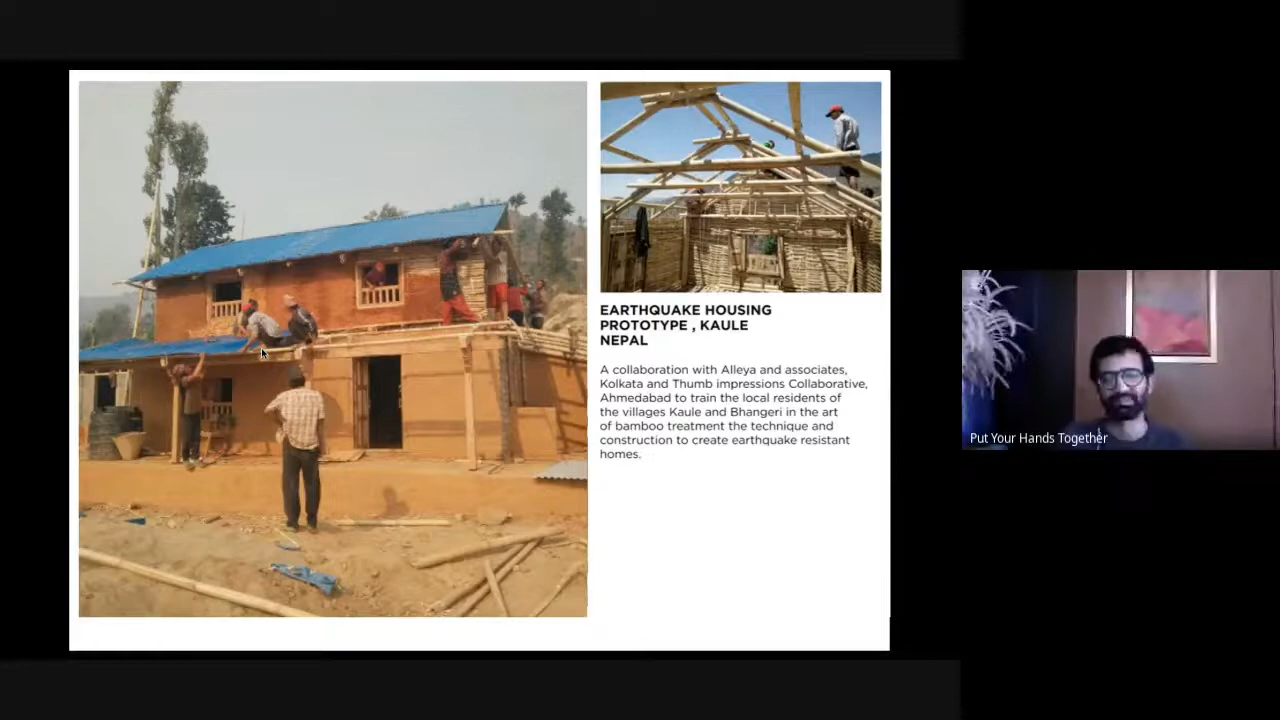 EARTHQUAKE HOUSING
PROTOTYPE , KAULE
NEPAL
A collaboration with Alleya and associates,
Kolkata and Thumb impressions Collaborative,
Ahmedabad to train the local residents of
the villages Kaule and Bhangeri in the art
of bamboo treatment the technique and
construction to create earthquake resistant
homes.
Put Your Hands Together